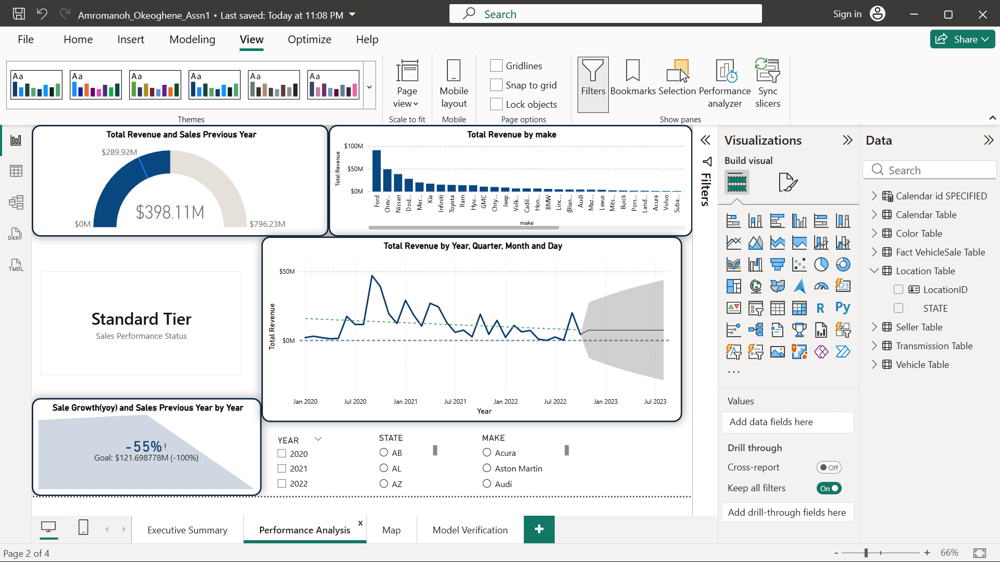 Amromanoh_Okeoghene_Assn1 • Last saved: Today at 11:08 PM
Search
Sign in
File Home Insert Modeling View Optimize Help
Share
Aa Aa Aa Aa Aa Aa
Themes
Page view
Scale to fit
Mobile layout
Mobile
Gridlines
Snap to grid
Lock objects
Page options
Filters
Bookmarks
Selection
Performance analyzer
Sync slicers
Show panes
DAX
TMDL
Total Revenue and Sales Previous Year
$289.92M
$398.11M
$0M
$796.23M
Total Revenue by make
Total Revenue
$100M
$50M
$0M
Ford
Chev...
Nissan
Dod...
Mer...
Kia
Infiniti
Toyota
Ram
Hyu...
GMC
Chry...
Jeep
Volk...
Cadil...
Hon...
BMW
Linc...
(Blan...
Audi
Maz...
Lexus
Mits...
Buick
Pors...
Land...
Acura
Volvo
Suba...
make
Standard Tier
Sales Performance Status
Total Revenue by Year, Quarter, Month and Day
Total Revenue
$50M
$0M
Jan 2020 Jul 2020 Jan 2021 Jul 2021 Jan 2022 Jul 2022 Jan 2023 Jul 2023
Year
Sale Growth(yoy) and Sales Previous Year by Year
-55%!
Goal: $121.698778M (-100%)
YEAR
2020
2021
2022
STATE
AB
AL
AZ
MAKE
Acura
Aston Martin
Audi
Filters
Visualizations
Build visual
123
R
Py
...
Values
Add data fields here
Drill through
Cross-report
Off
Keep all filters
On
Add drill-through fields here
Data
Search
Calendar id SPECIFIED
Calendar Table
Color Table
Fact VehicleSale Table
Location Table
LocationID
STATE
Seller Table
Transmission Table
Vehicle Table
Executive Summary
Performance Analysis
x
Map
Model Verification
+
Page 2 of 4
- + 66%